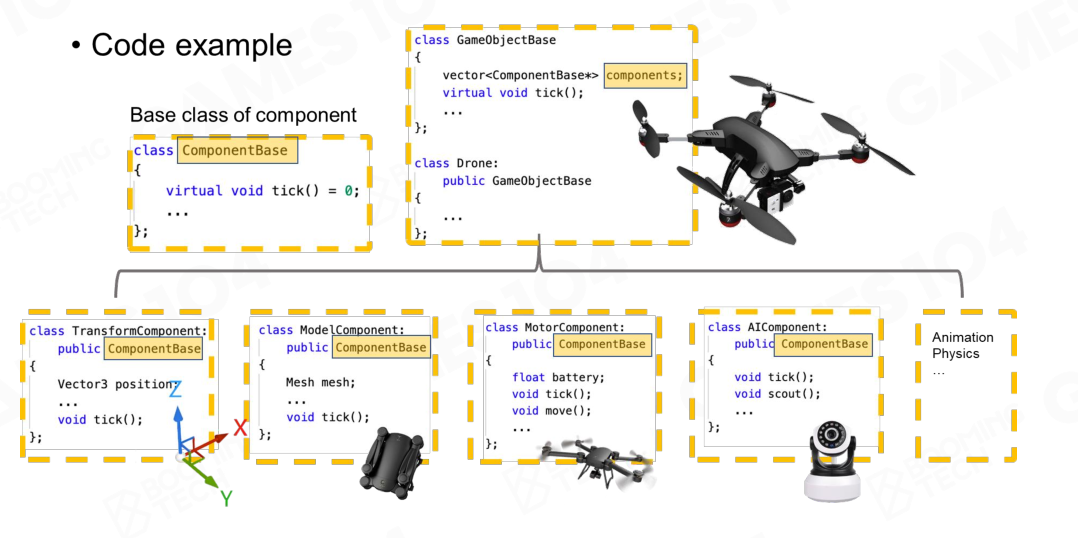 • Code example
Base class of component
class ComponentBase
{
virtual void tick() = 0;
...
};
class GameObjectBase
{
vector<ComponentBase*> components;
virtual void tick();
...
};
class Drone:
public GameObjectBase
{
...
};
class TransformComponent:
public ComponentBase
{
Vector3 position;
...
void tick();
};
Z
X
Y
class ModelComponent:
public ComponentBase
{
Mesh mesh;
...
void tick();
};
class MotorComponent:
public ComponentBase
{
float battery;
void tick();
void move();
...
};
class AIComponent:
public ComponentBase
{
void tick();
void scout();
...
};
Animation
Physics
...